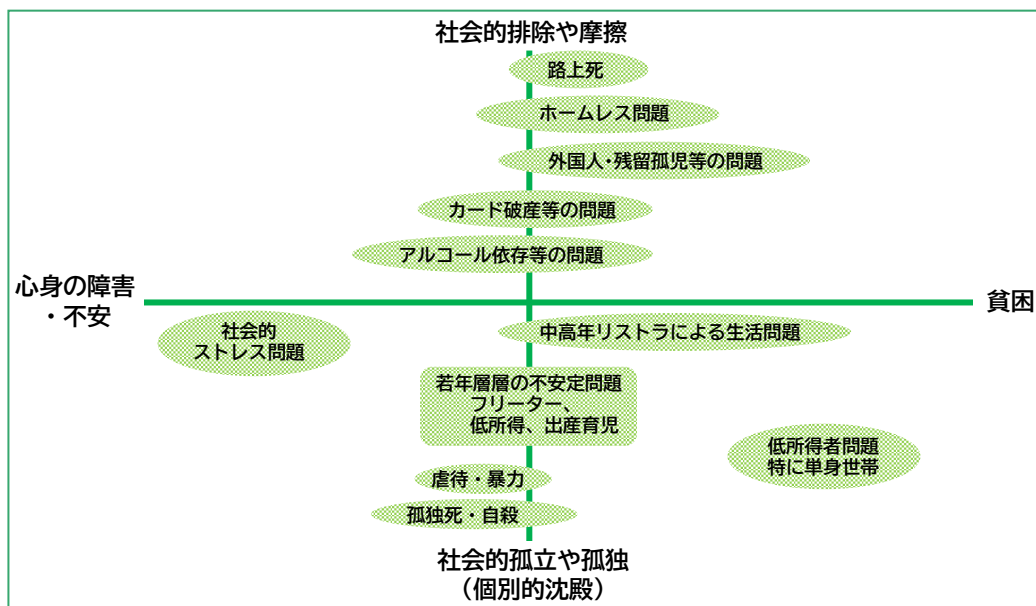 社会的排除や摩擦
路上死
ホームレス問題
外国人･残留孤児等の問題
カード破産等の問題
アルコール依存等の問題
心身の障害
・不安
貧困
社会的
ストレス問題
中高年リストラによる生活問題
若年層層の不安定問題
フリーター、
低所得、出産育児
低所得者問題
特に単身世帯
虐待・暴力
孤独死・自殺
社会的孤立や孤独
（個別的沈殿）